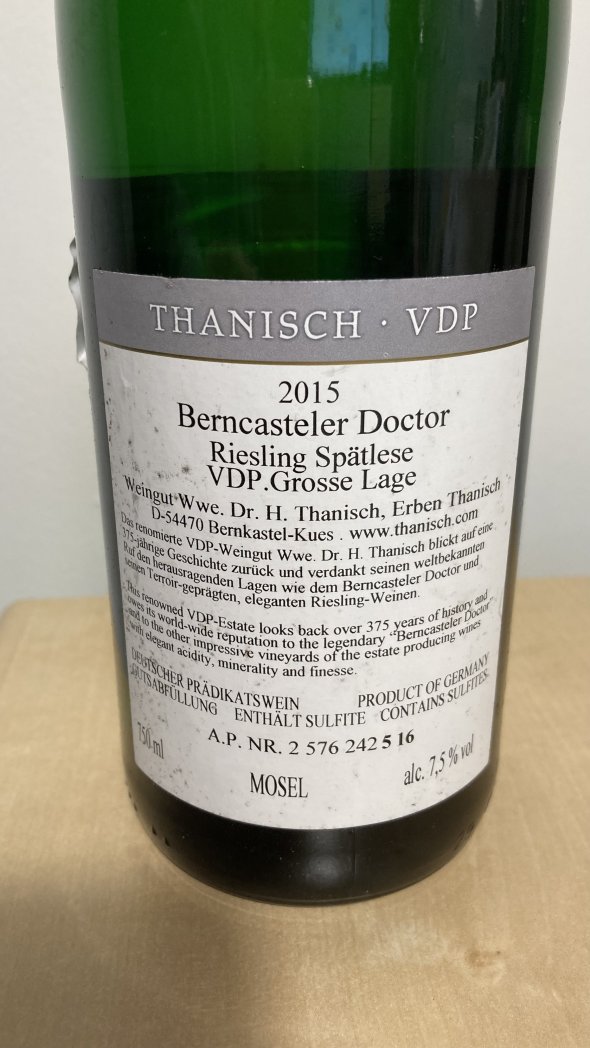 THANISCH · VDP
2015
Berncasteler Doctor
Riesling Spätlese
VDP.Grosse Lage
Weingut Wwe. Dr. H. Thanisch, Erben Thanisch
D-54470 Bernkastel-Kues . www.thanisch.com
Das renomierte VDP-Weingut Wwe. Dr. H. Thanisch blickt auf eine
375-jährige Geschichte zurück und verdankt seinen weltbekannten
Ruf den herausragenden Lagen wie dem Berncasteler Doctor und
seinen Terroir-geprägten, eleganten Riesling-Weinen.
This renowned VDP-Estate looks back over 375 years of history and
owes its world-wide reputation to the legendary "Berncasteler Doctor"
and to the other impressive vineyards of the estate producing wines
with elegant acidity, minerality and finesse.
DEUTSCHER PRÄDIKATSWEIN PRODUCT OF GERMANY
GUTSABFÜLLUNG ENTHÄLT SULFITE CONTAINS SULFITES
A.P. NR. 2 576 242 5 16
750 ml MOSEL alc. 7,5 % vol